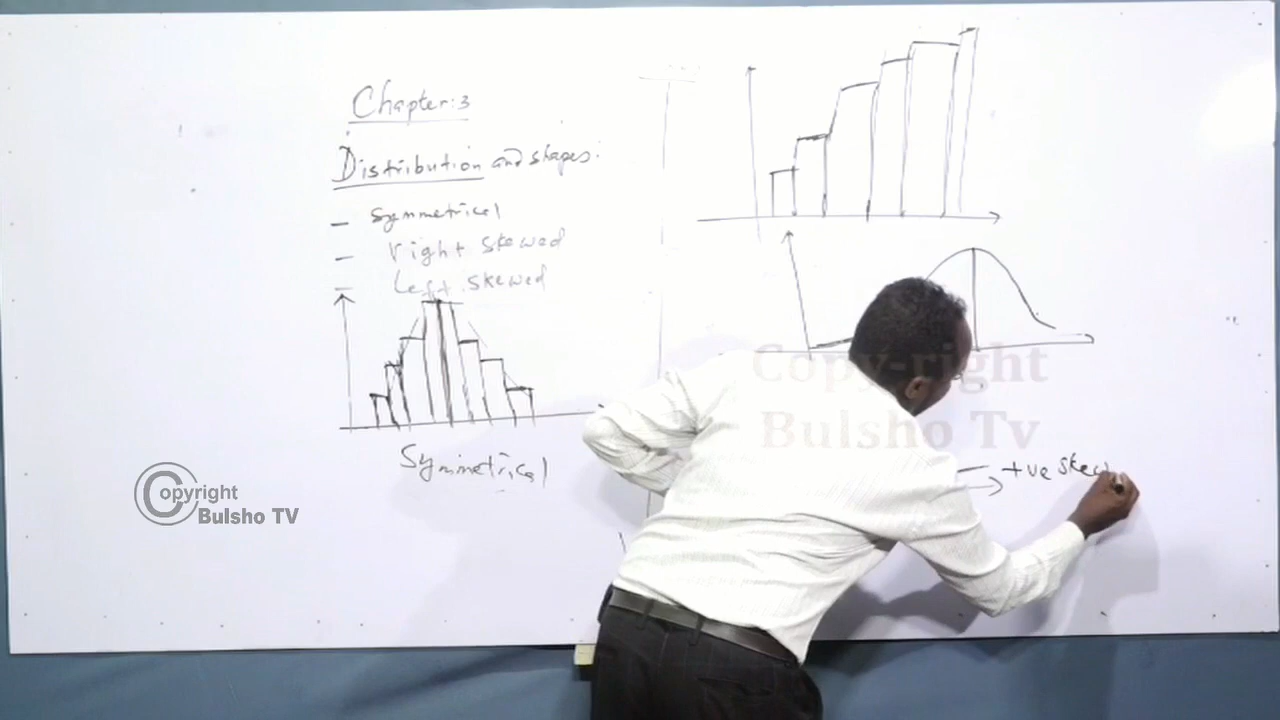 Chapter: 3
Distribution and shapes:
- Symmetrical
- right skewed
- left skewed
Symmetrical
+ve skew
Copy-right
Bulsho Tv
Copyright
Bulsho TV